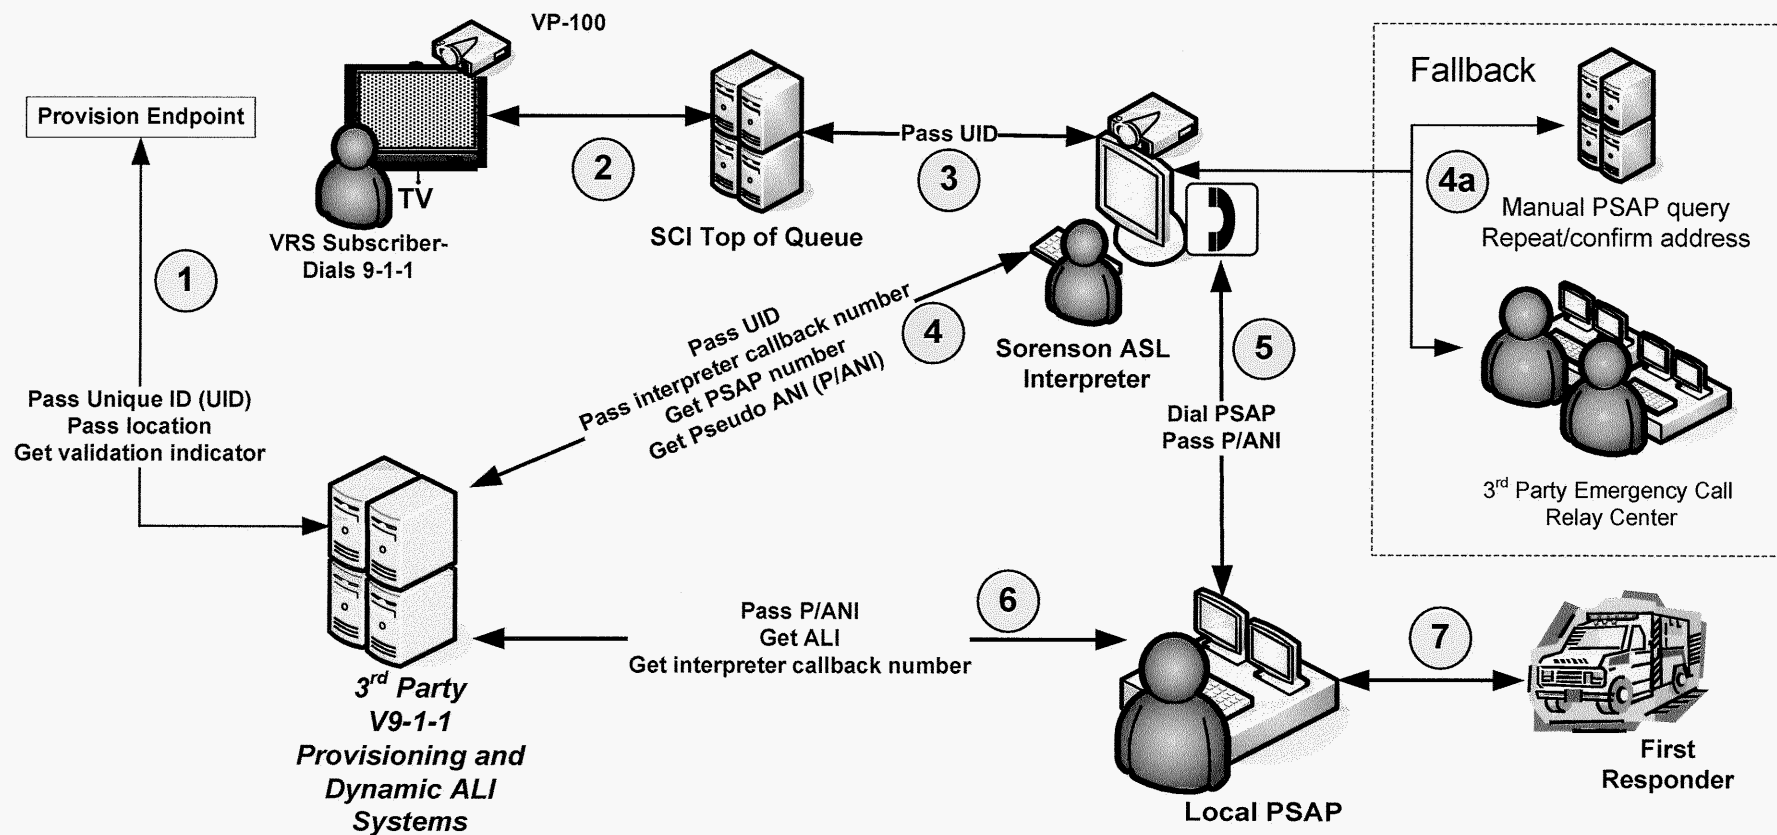 VP-100
Provision Endpoint
TV
VRS Subscriber-
Dials 9-1-1
2
SCI Top of Queue
Pass UID
3
Fallback
4a
Manual PSAP query
Repeat/confirm address
1
Pass UID
Pass interpreter callback number
Get PSAP number
Get Pseudo ANI (P/ANI)
4
Sorenson ASL
Interpreter
5
Dial PSAP
Pass P/ANI
3rd Party Emergency Call
Relay Center
Pass Unique ID (UID)
Pass location
Get validation indicator
3rd Party
V9-1-1
Provisioning and
Dynamic ALI
Systems
Pass P/ANI
Get ALI
Get interpreter callback number
6
Local PSAP
7
First
Responder